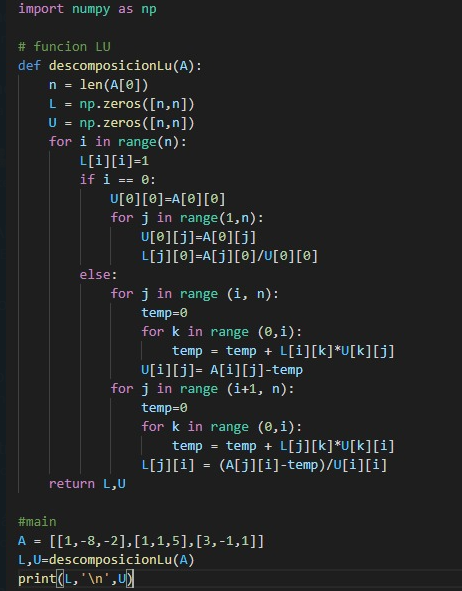 import numpy as np
# funcion LU
def descomposicionLu(A):
    n = len(A[0])
    L = np.zeros([n,n])
    U = np.zeros([n,n])
    for i in range(n):
        L[i][i]=1
        if i == 0:
            U[0][0]=A[0][0]
            for j in range(1,n):
                U[0][j]=A[0][j]
                L[j][0]=A[j][0]/U[0][0]
        else:
            for j in range (i, n):
                temp=0
                for k in range (0,i):
                    temp = temp + L[i][k]*U[k][j]
                U[i][j]= A[i][j]-temp
            for j in range (i+1, n):
                temp=0
                for k in range (0,i):
                    temp = temp + L[j][k]*U[k][i]
                L[j][i] = (A[j][i]-temp)/U[i][i]
    return L,U
#main
A = [[1,-8,-2],[1,1,5],[3,-1,1]]
L,U=descomposicionLu(A)
print(L,'\n',U)